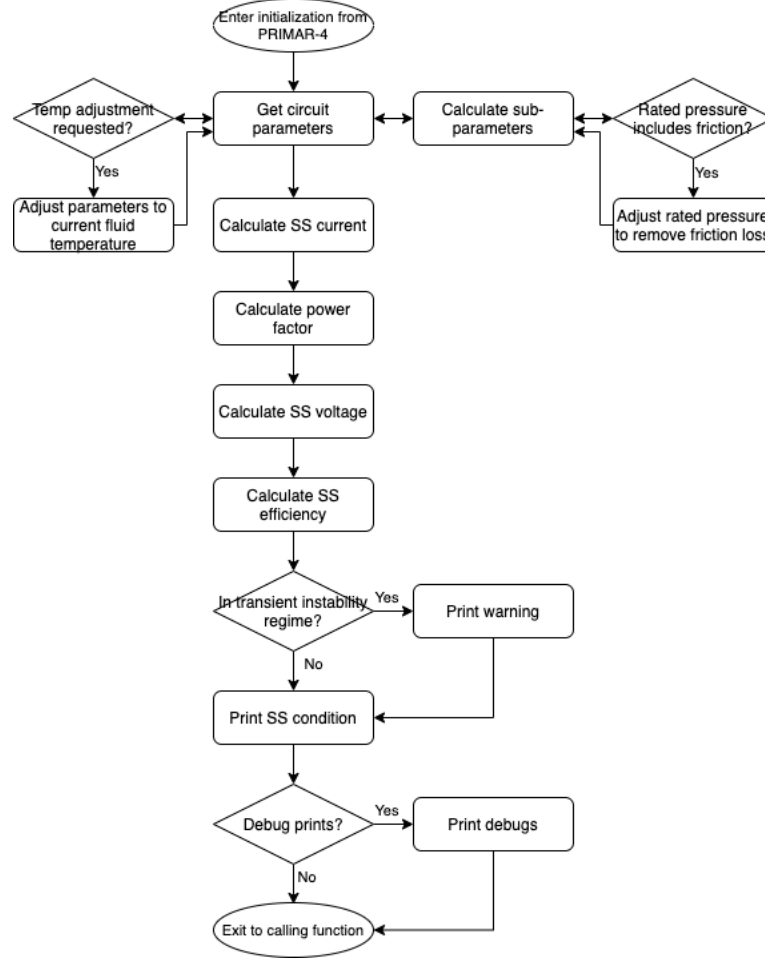 Enter initialization from
PRIMAR-4
Temp adjustment
requested?
Get circuit
parameters
Calculate sub-
parameters
Rated pressure
includes friction?
Yes
Yes
Adjust parameters to
current fluid
temperature
Calculate SS current
Adjust rated pressure
to remove friction loss
Calculate power
factor
Calculate SS voltage
Calculate SS
efficiency
In transient instability
regime?
Yes
Print warning
No
Print SS condition
Debug prints?
Yes
Print debugs
No
Exit to calling function